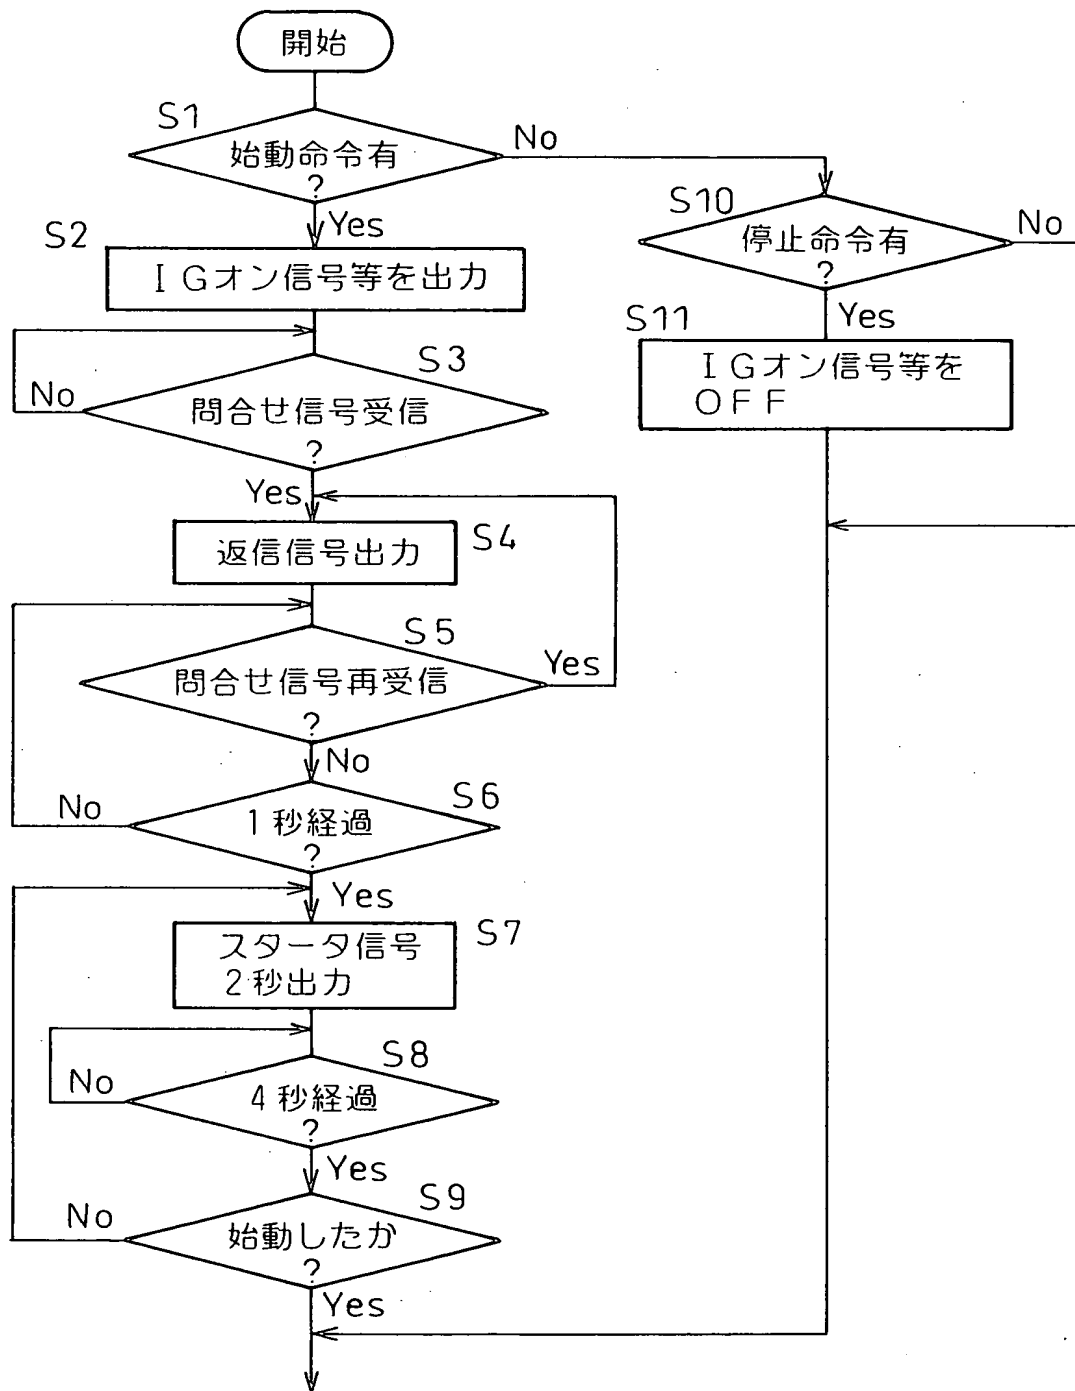 開始
S1
始動命令有
?
No
Yes
S2
IGオン信号等を出力
S10
停止命令有
?
No
Yes
S11
IGオン信号等を
OFF
S3
問合せ信号受信
?
No
Yes
返信信号出力
S4
S5
問合せ信号再受信
?
Yes
No
S6
1秒経過
?
No
Yes
S7
スタータ信号
2秒出力
S8
4秒経過
?
No
Yes
S9
始動したか
?
No
Yes